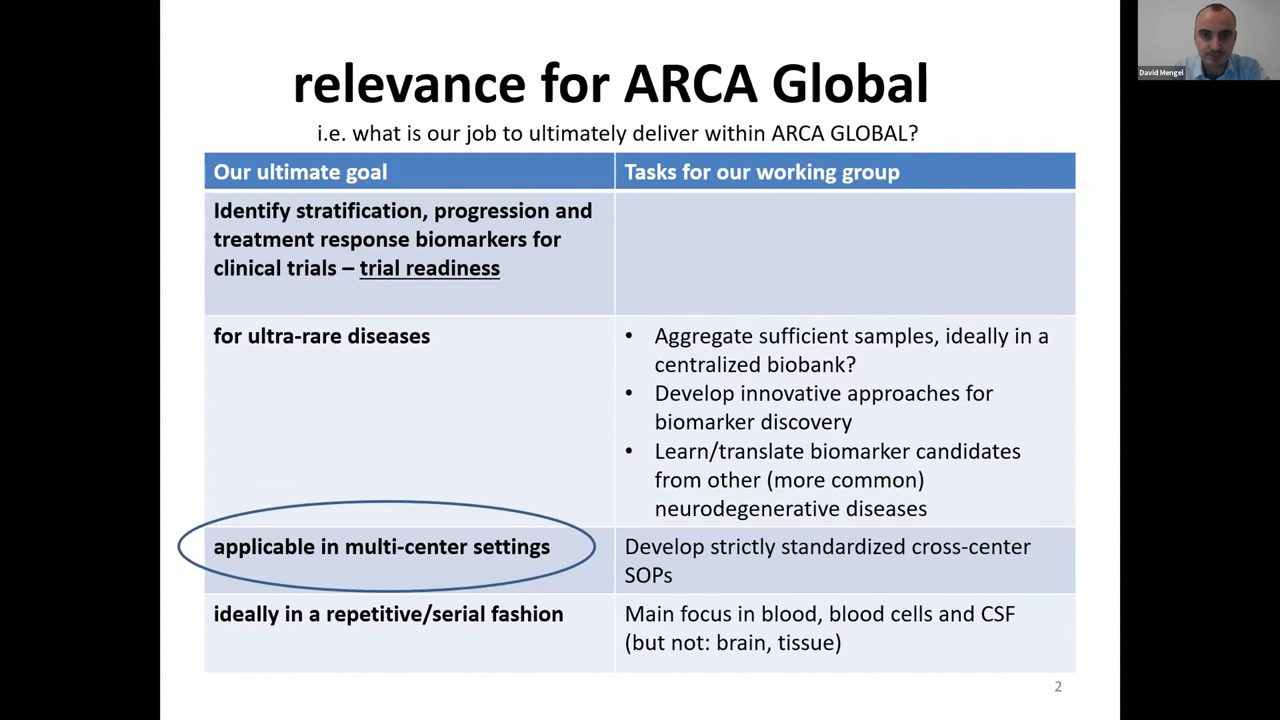 relevance for ARCA Global
i.e. what is our job to ultimately deliver within ARCA GLOBAL?
Our ultimate goal
Tasks for our working group
Identify stratification, progression and
treatment response biomarkers for
clinical trials – trial readiness
for ultra-rare diseases
• Aggregate sufficient samples, ideally in a
centralized biobank?
• Develop innovative approaches for
biomarker discovery
• Learn/translate biomarker candidates
from other (more common)
neurodegenerative diseases
applicable in multi-center settings
Develop strictly standardized cross-center
SOPs
ideally in a repetitive/serial fashion
Main focus in blood, blood cells and CSF
(but not: brain, tissue)
2
David Mengel